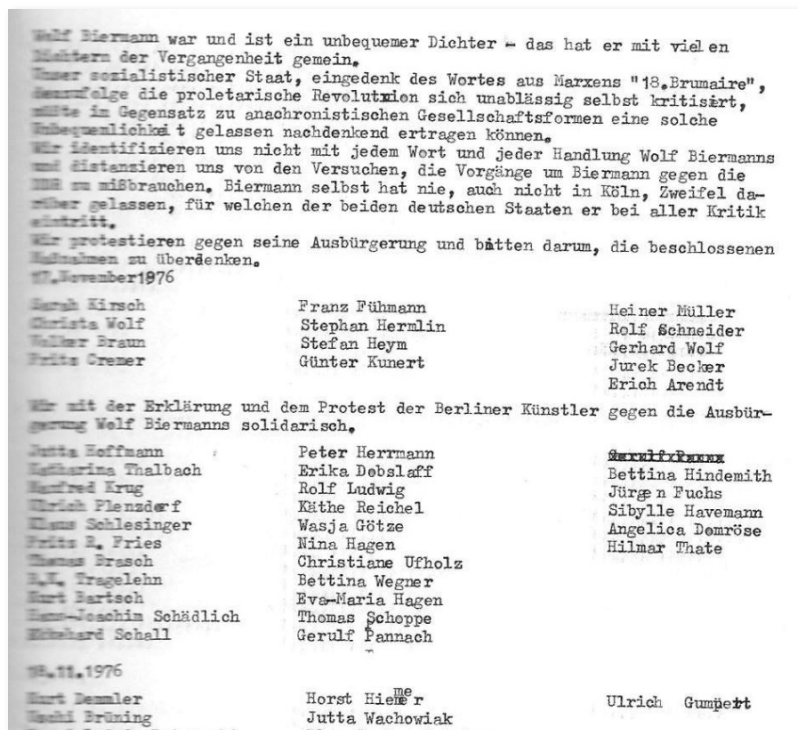 Wolf Biermann war und ist ein unbequemer Dichter - das hat er mit vielen
Dichtern der Vergangenheit gemein.
Unser sozialistischer Staat, eingedenk des Wortes aus Marxens "18.Brumaire",
demzufolge die proletarische Revolutxion sich unablässig selbst kritisiert,
müßte im Gegensatz zu anachronistischen Gesellschaftsformen eine solche
Unbequemlichkeit gelassen nachdenkend ertragen können.
Wir identifizieren uns nicht mit jedem Wort und jeder Handlung Wolf Biermanns
und distanzieren uns von den Versuchen, die Vorgänge um Biermann gegen die
DDR zu mißbrauchen. Biermann selbst hat nie, auch nicht in Köln, Zweifel da-
rüber gelassen, für welchen der beiden deutschen Staaten er bei aller Kritik
eintritt.
Wir protestieren gegen seine Ausbürgerung und bitten darum, die beschlossenen
Maßnahmen zu überdenken.
17.November1976
Sarah Kirsch Franz Fühmann Heiner Müller
Christa Wolf Stephan Hermlin Rolf Schneider
Volker Braun Stefan Heym Gerhard Wolf
Fritz Cremer Günter Kunert Jurek Becker
Erich Arendt
Wir mit der Erklärung und dem Protest der Berliner Künstler gegen die Ausbür-
gerung Wolf Biermanns solidarisch.
Jutta Hoffmann Peter Herrmann
Katharina Thalbach Erika Dobslaff Bettina Hindemith
Manfred Krug Rolf Ludwig Jürgen Fuchs
Ulrich Plenzdorf Käthe Reichel Sibylle Havemann
Klaus Schlesinger Wasja Götze Angelica Domröse
Fritz R. Fries Nina Hagen Hilmar Thate
Thomas Brasch Christiane Ufholz
B.K. Tragelehn Bettina Wegner
Kurt Bartsch Eva-Maria Hagen
Hans-Joachim Schädlich Thomas Schoppe
Ekkehard Schall Gerulf Pannach
18.11.1976
Kurt Demmler Horst Hiemer Ulrich Gumpert
Uschi Brüning Jutta Wachowiak